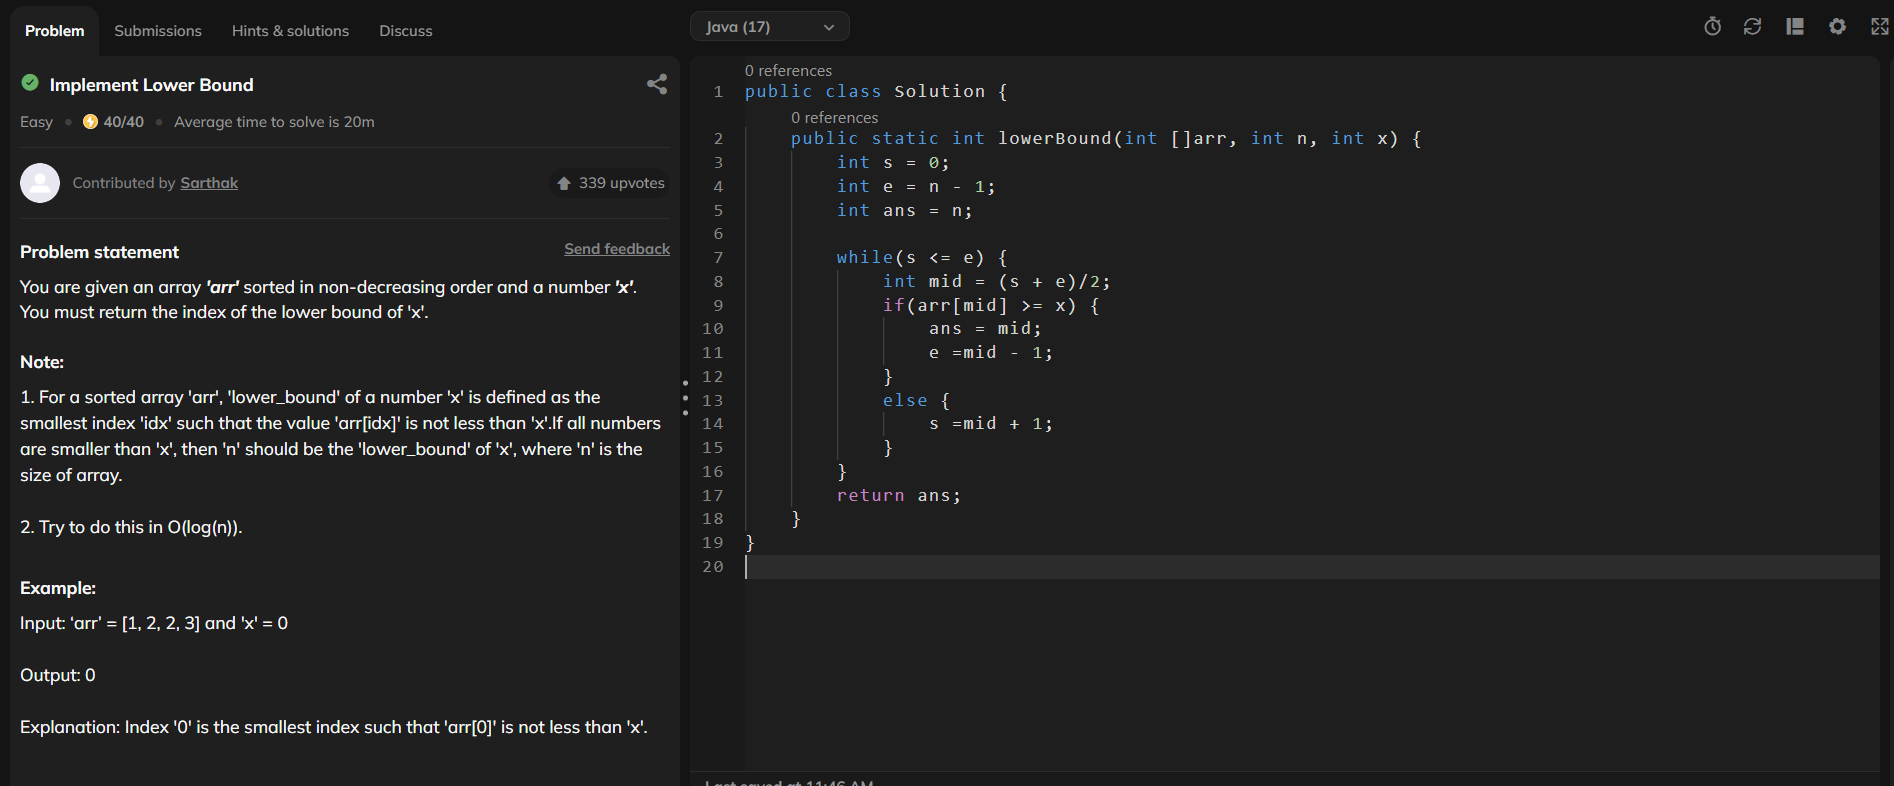 Problem
Submissions
Hints & solutions
Discuss
Java (17)
Implement Lower Bound
Easy • 40/40 • Average time to solve is 20m
Contributed by Sarthak
339 upvotes
Problem statement
Send feedback
You are given an array 'arr' sorted in non-decreasing order and a number 'x'.
You must return the index of the lower bound of 'x'.
Note:
1. For a sorted array 'arr', 'lower_bound' of a number 'x' is defined as the
smallest index 'idx' such that the value 'arr[idx]' is not less than 'x'.If all numbers
are smaller than 'x', then 'n' should be the 'lower_bound' of 'x', where 'n' is the
size of array.
2. Try to do this in O(log(n)).
Example:
Input: ‘arr’ = [1, 2, 2, 3] and 'x' = 0
Output: 0
Explanation: Index '0' is the smallest index such that 'arr[0]' is not less than 'x'.
0 references
1 public class Solution {
0 references
2 public static int lowerBound(int []arr, int n, int x) {
3 int s = 0;
4 int e = n - 1;
5 int ans = n;
6
7 while(s <= e) {
8 int mid = (s + e)/2;
9 if(arr[mid] >= x) {
10 ans = mid;
11 e =mid - 1;
12 }
13 else {
14 s =mid + 1;
15 }
16 }
17 return ans;
18 }
19 }
20
Last saved at 11:46 AM